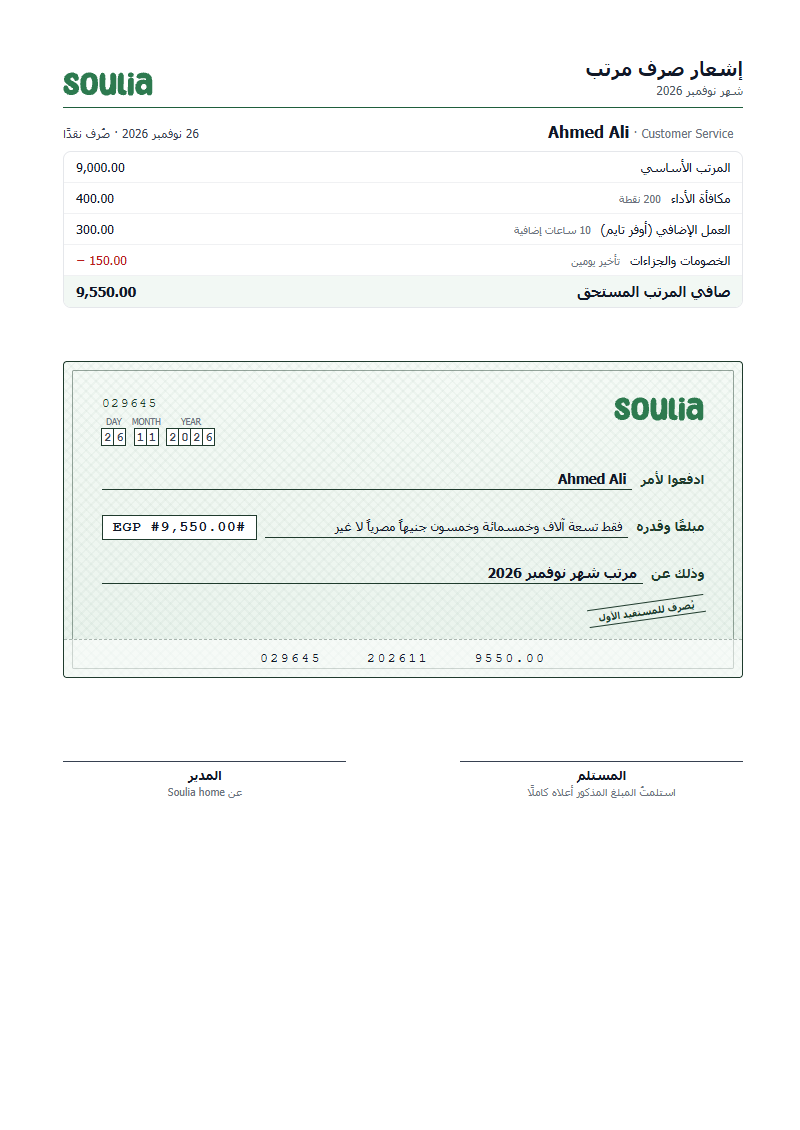 إشعار صرف مرتب
soulia
شهر نوفمبر 2026
Ahmed Ali · Customer Service
26 نوفمبر 2026 · صُرف نقدًا
المرتب الأساسي 9,000.00
مكافأة الأداء 200 نقطة 400.00
العمل الإضافي (أوفر تايم) 10 ساعات إضافية 300.00
الخصومات والجزاءات تأخير يومين − 150.00
صافي المرتب المستحق 9,550.00
soulia
029645
DAY MONTH YEAR
26 11 2026
ادفعوا لأمر Ahmed Ali
مبلغًا وقدره فقط تسعة آلاف وخمسمائة وخمسون جنيهاً مصرياً لا غير EGP #9,550.00#
وذلك عن مرتب شهر نوفمبر 2026
يُصرف للمستفيد الأول
029645 202611 9550.00
المستلم
استلمتُ المبلغ المذكور أعلاه كاملًا
المدير
عن Soulia home